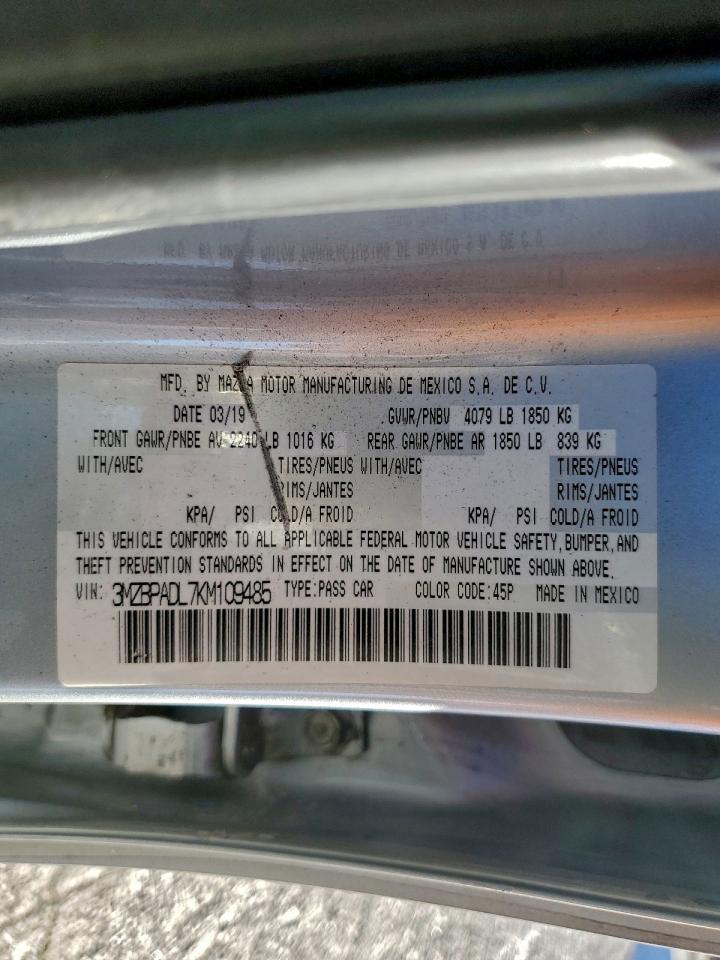 MFD. BY MAZDA MOTOR MANUFACTURING DE MEXICO S.A. DE C.V.
DATE 03/19 GVWR/PNBV 4079 LB 1850 KG
FRONT GAWR/PNBE AV 2240 LB 1016 KG REAR GAWR/PNBE AR 1850 LB 839 KG
WITH/AVEC TIRES/PNEUS WITH/AVEC TIRES/PNEUS
RIMS/JANTES RIMS/JANTES
KPA/ PSI COLD/A FROID KPA/ PSI COLD/A FROID
THIS VEHICLE CONFORMS TO ALL APPLICABLE FEDERAL MOTOR VEHICLE SAFETY, BUMPER, AND
THEFT PREVENTION STANDARDS IN EFFECT ON THE DATE OF MANUFACTURE SHOWN ABOVE.
VIN: 3MZBPADL7KM109485 TYPE:PASS CAR COLOR CODE:45P MADE IN MEXICO